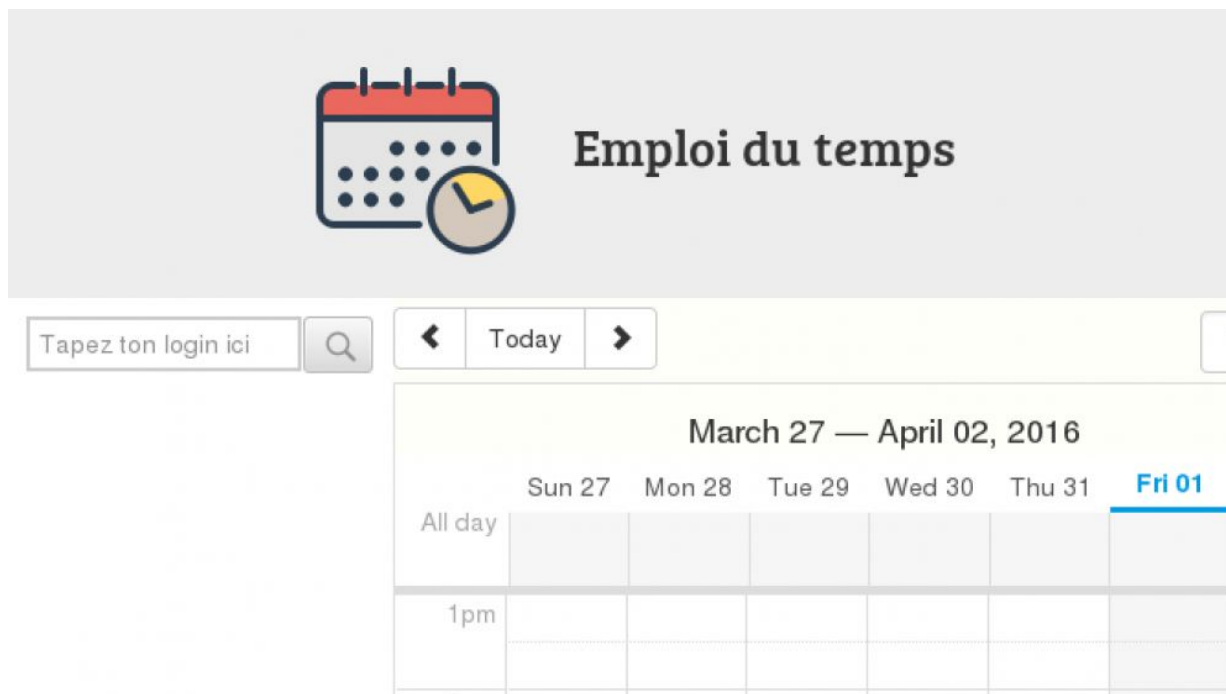 Emploi du temps
Tapez ton login ici
Today
March 27 — April 02, 2016
Sun 27 Mon 28 Tue 29 Wed 30 Thu 31 Fri 01
All day
1pm